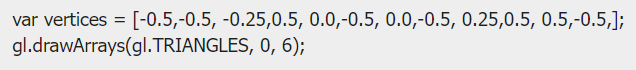 var vertices = [-0.5,-0.5, -0.25,0.5, 0.0,-0.5, 0.0,-0.5, 0.25,0.5, 0.5,-0.5,];
gl.drawArrays(gl.TRIANGLES, 0, 6);